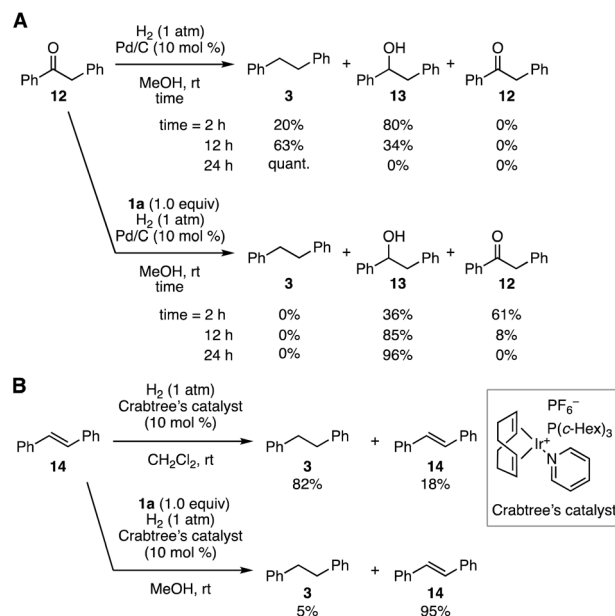 A
H₂ (1 atm)
Pd/C (10 mol %)
MeOH, rt
time
O
Ph Ph
12
Ph Ph + OH Ph Ph + O Ph Ph
3 13 12
time = 2 h 20% 80% 0%
12 h 63% 34% 0%
24 h quant. 0% 0%
1a (1.0 equiv)
H₂ (1 atm)
Pd/C (10 mol %)
MeOH, rt
time
Ph Ph + OH Ph Ph + O Ph Ph
3 13 12
time = 2 h 0% 36% 61%
12 h 0% 85% 8%
24 h 0% 96% 0%
B
H₂ (1 atm)
Crabtree's catalyst
(10 mol %)
CH₂Cl₂, rt
Ph Ph
14
Ph Ph + Ph Ph
3 14
82% 18%
1a (1.0 equiv)
H₂ (1 atm)
Crabtree's catalyst
(10 mol %)
MeOH, rt
Ph Ph + Ph Ph
3 14
5% 95%
PF₆⁻
P(c-Hex)₃
Ir⁺
N
Crabtree's catalyst